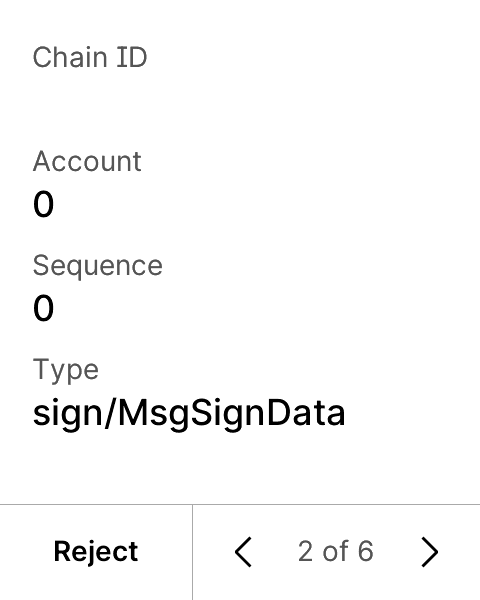 Chain ID
Account
0
Sequence
0
Type
sign/MsgSignData
Reject
2 of 6